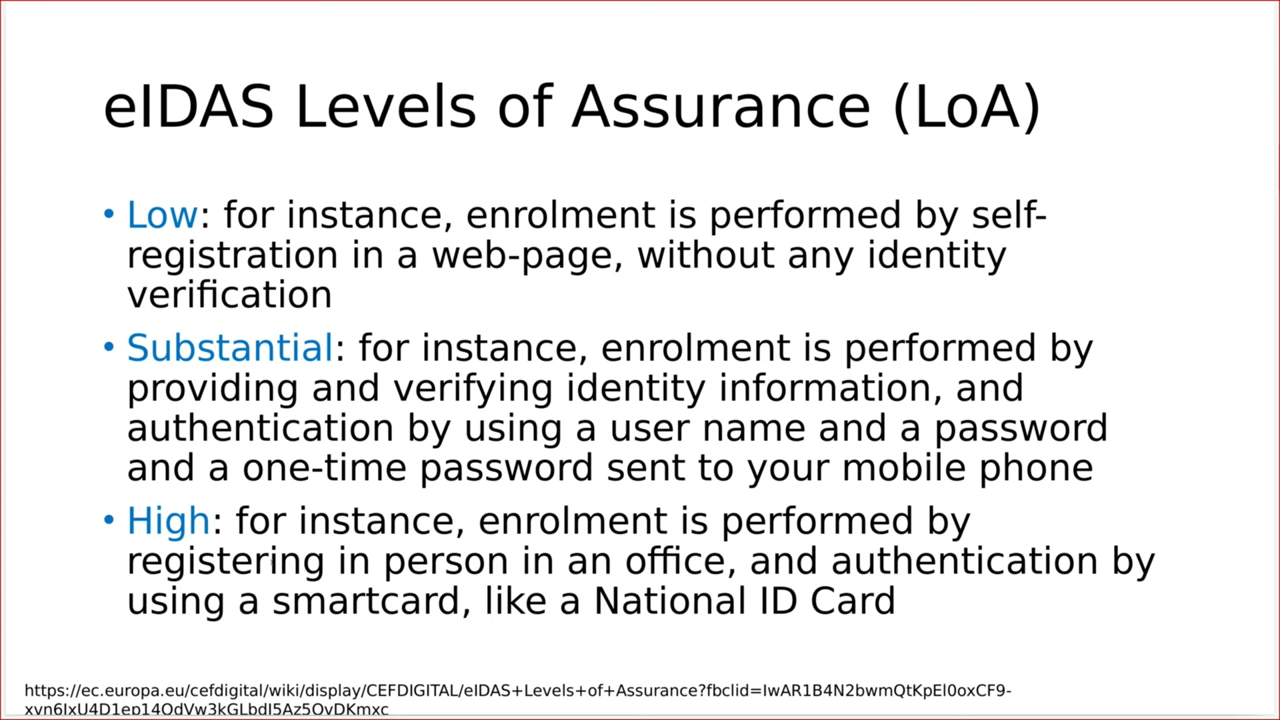 eIDAS Levels of Assurance (LoA)
• Low: for instance, enrolment is performed by self-
registration in a web-page, without any identity
verification
• Substantial: for instance, enrolment is performed by
providing and verifying identity information, and
authentication by using a user name and a password
and a one-time password sent to your mobile phone
• High: for instance, enrolment is performed by
registering in person in an office, and authentication by
using a smartcard, like a National ID Card
https://ec.europa.eu/cefdigital/wiki/display/CEFDIGITAL/eIDAS+Levels+of+Assurance?fbclid=IwAR1B4N2bwmQtKpEl0oxCF9-
xvn6IxU4D1ep14OdVw3kGLbdI5Az5OvDKmxc